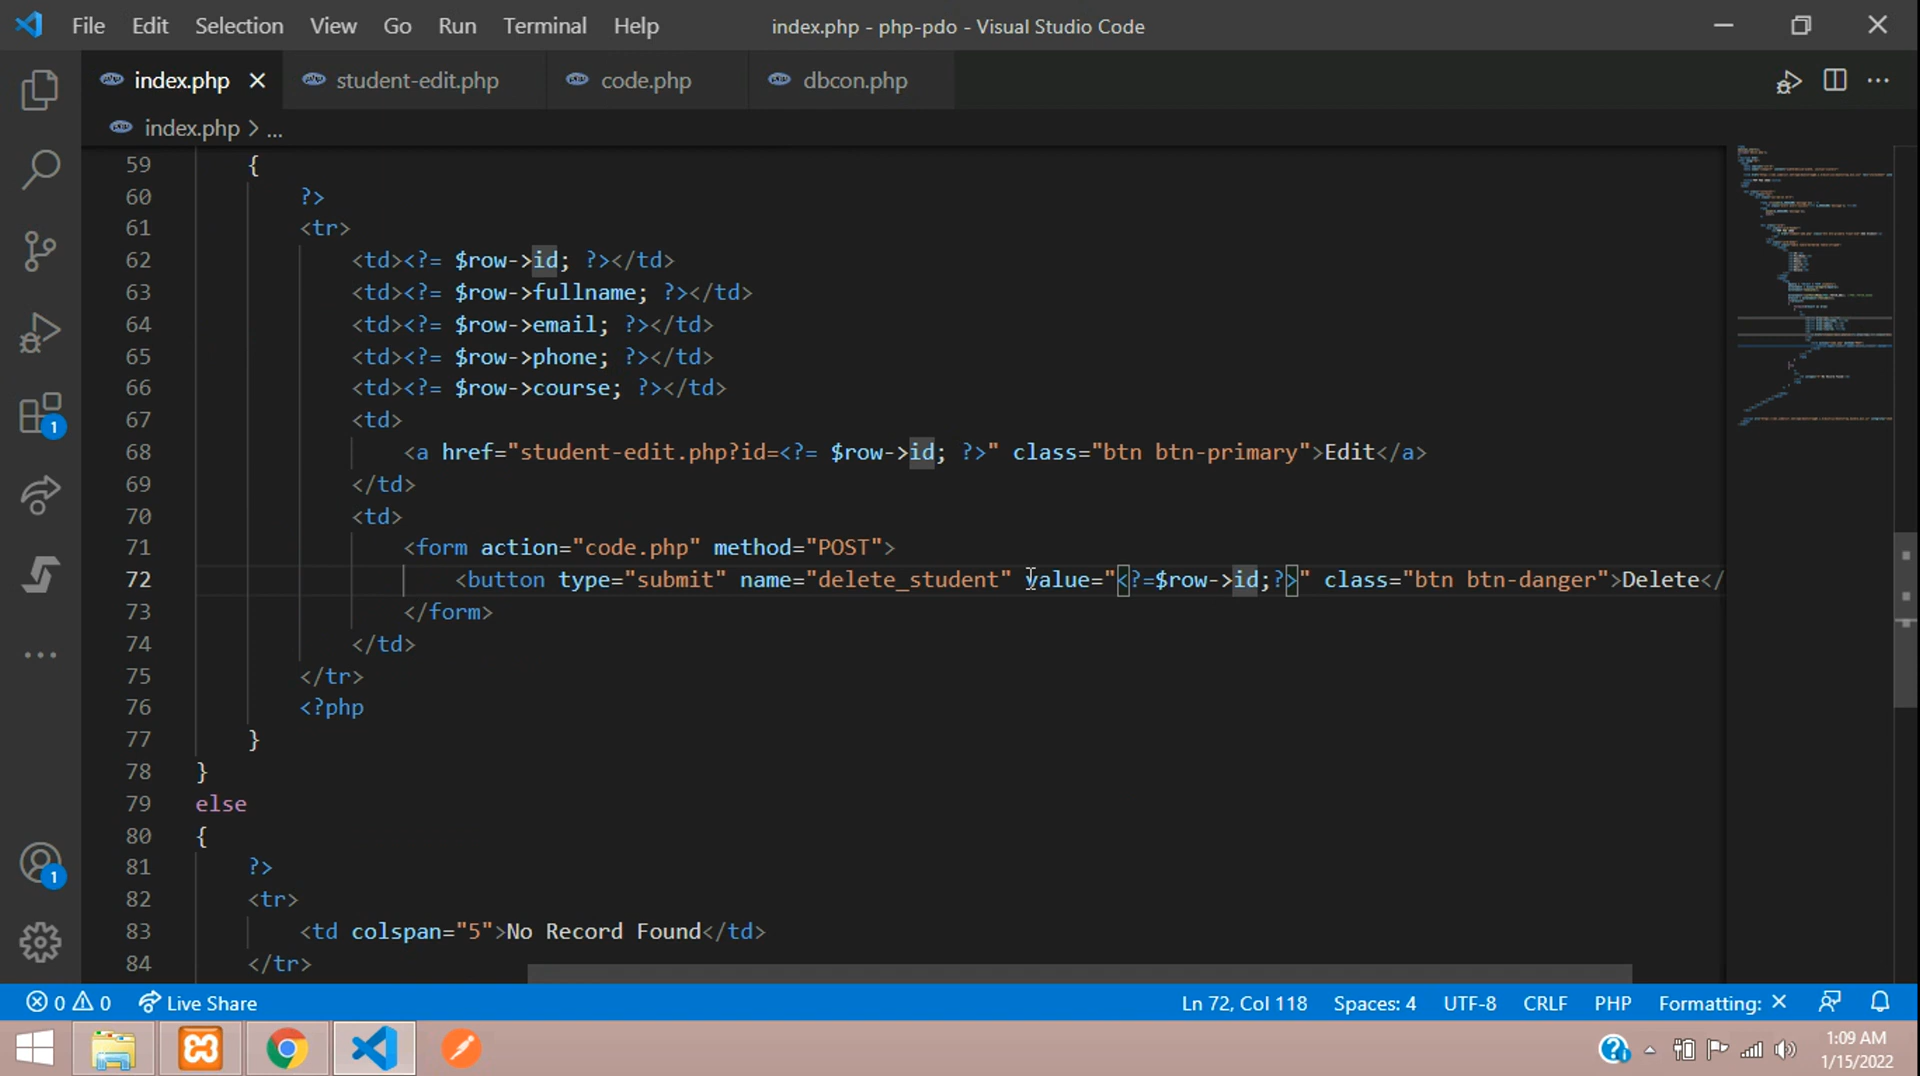 File Edit Selection View Go Run Terminal Help index.php - php-pdo - Visual Studio Code
index.php student-edit.php code.php dbcon.php
index.php > ...
59 {
60 ?>
61 <tr>
62 <td><?= $row->id; ?></td>
63 <td><?= $row->fullname; ?></td>
64 <td><?= $row->email; ?></td>
65 <td><?= $row->phone; ?></td>
66 <td><?= $row->course; ?></td>
67 <td>
68 <a href="student-edit.php?id=<?= $row->id; ?>" class="btn btn-primary">Edit</a>
69 </td>
70 <td>
71 <form action="code.php" method="POST">
72 <button type="submit" name="delete_student" value="<?=$row->id;?>" class="btn btn-danger">Delete</
73 </form>
74 </td>
75 </tr>
76 <?php
77 }
78 }
79 else
80 {
81 ?>
82 <tr>
83 <td colspan="5">No Record Found</td>
84 </tr>
1
1
0 0 Live Share Ln 72, Col 118 Spaces: 4 UTF-8 CRLF PHP Formatting: ×
1:09 AM
1/15/2022